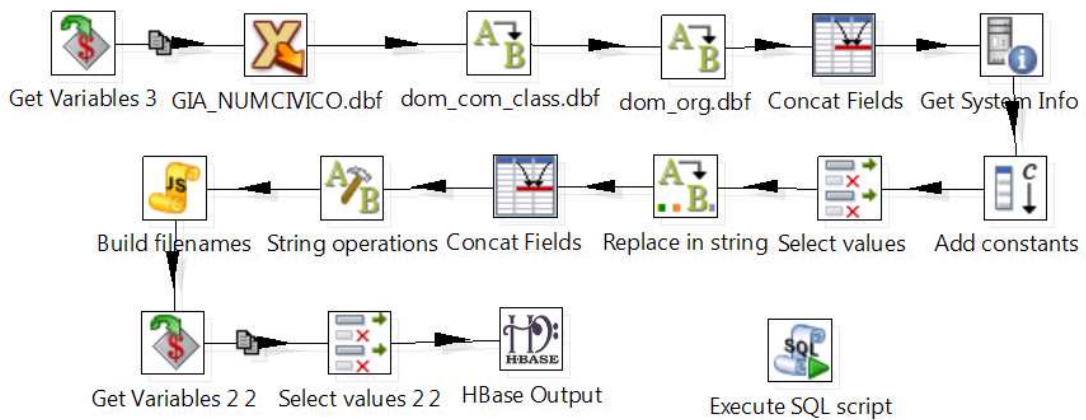 Get Variables 3 GIA_NUMCIVICO.dbf dom_com_class.dbf dom_org.dbf Concat Fields Get System Info
Build filenames String operations Concat Fields Replace in string Select values Add constants
Get Variables 2 2 Select values 2 2 HBase Output Execute SQL script
$
X
A B
A B
i
JS
A B
A B
C
$
H
HBASE
SQL